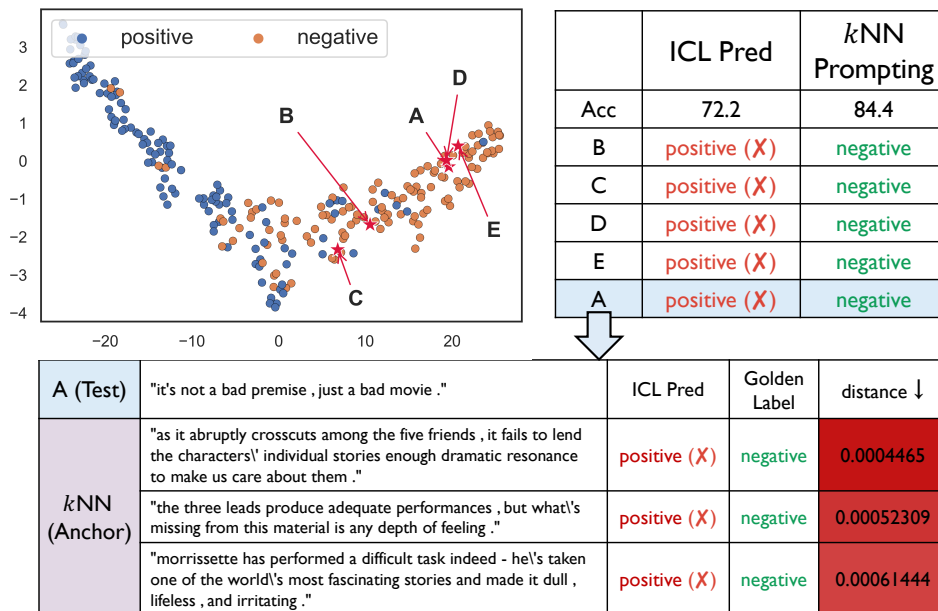 positive negative
3
2
1
0
−1
−2
−3
−4
−20 −10 0 10 20
A
B
C
D
E
ICL Pred kNN Prompting
Acc 72.2 84.4
B positive (✗) negative
C positive (✗) negative
D positive (✗) negative
E positive (✗) negative
A positive (✗) negative
A (Test) "it's not a bad premise , just a bad movie ." ICL Pred Golden Label distance ↓
kNN (Anchor)
"as it abruptly crosscuts among the five friends , it fails to lend
the characters\' individual stories enough dramatic resonance
to make us care about them ."
positive (✗) negative 0.0004465
"the three leads produce adequate performances , but what\'s
missing from this material is any depth of feeling ."
positive (✗) negative 0.00052309
"morrissette has performed a difficult task indeed - he\'s taken
one of the world\'s most fascinating stories and made it dull ,
lifeless , and irritating ."
positive (✗) negative 0.00061444